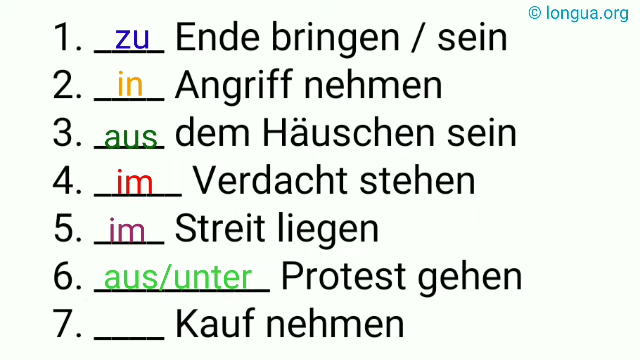 © longua.org
1. zu Ende bringen / sein
2. in Angriff nehmen
3. aus dem Häuschen sein
4. im Verdacht stehen
5. im Streit liegen
6. aus/unter Protest gehen
7. ____ Kauf nehmen